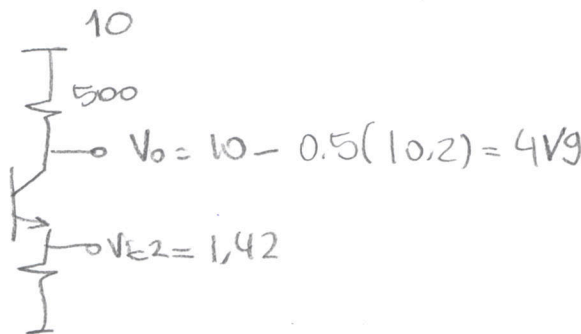 10
500
Vo = 10 - 0.5(10,2) = 4V9
VE2 = 1,42